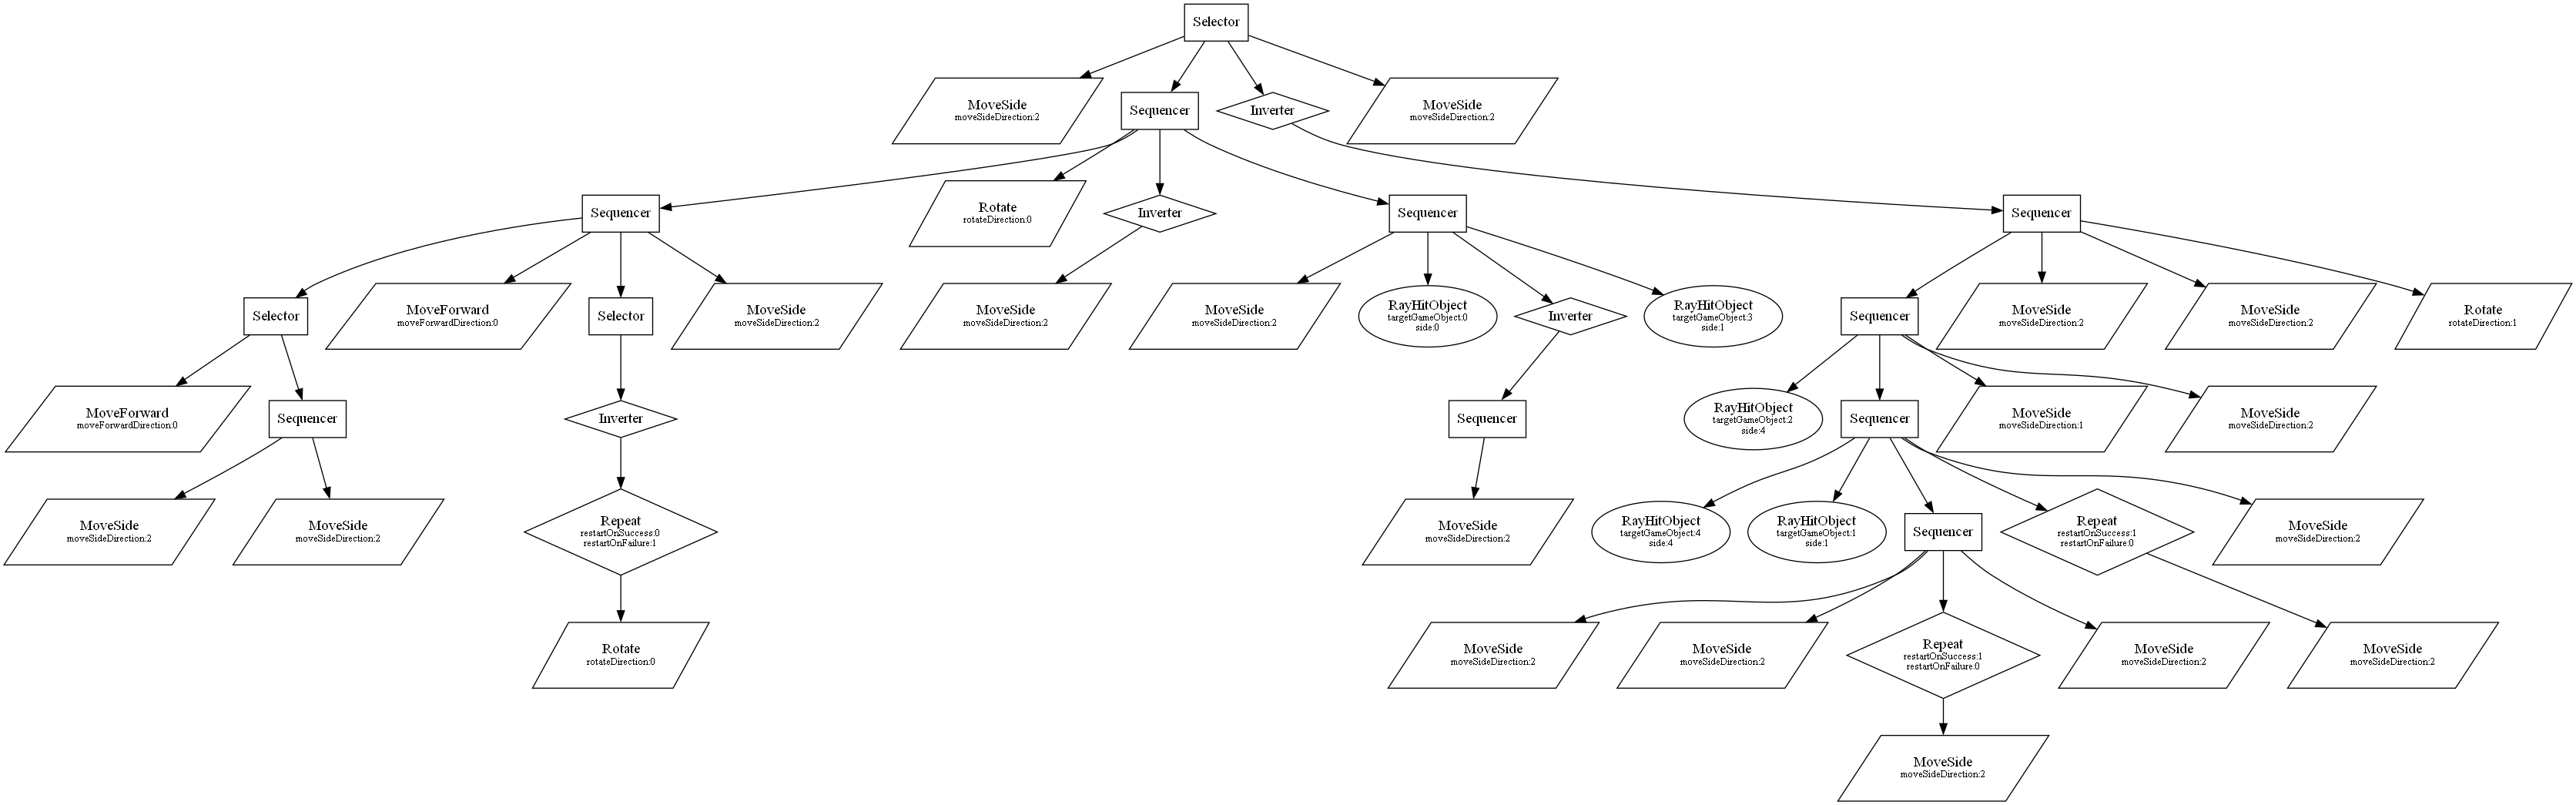 Selector
MoveSide
moveSideDirection:2
Sequencer
Inverter
MoveSide
moveSideDirection:2
Sequencer
Rotate
rotateDirection:0
Inverter
Sequencer
Sequencer
Selector
MoveForward
moveForwardDirection:0
Selector
MoveSide
moveSideDirection:2
MoveSide
moveSideDirection:2
MoveSide
moveSideDirection:2
RayHitObject
targetGameObject:0
side:0
Inverter
RayHitObject
targetGameObject:3
side:1
Sequencer
MoveSide
moveSideDirection:2
MoveSide
moveSideDirection:2
Rotate
rotateDirection:1
MoveForward
moveForwardDirection:0
Sequencer
Inverter
Sequencer
RayHitObject
targetGameObject:2
side:4
Sequencer
MoveSide
moveSideDirection:1
MoveSide
moveSideDirection:2
MoveSide
moveSideDirection:2
MoveSide
moveSideDirection:2
Repeat
restartOnSuccess:0
restartOnFailure:1
MoveSide
moveSideDirection:2
RayHitObject
targetGameObject:4
side:4
RayHitObject
targetGameObject:1
side:1
Sequencer
Repeat
restartOnSuccess:1
restartOnFailure:0
MoveSide
moveSideDirection:2
Rotate
rotateDirection:0
MoveSide
moveSideDirection:2
MoveSide
moveSideDirection:2
Repeat
restartOnSuccess:1
restartOnFailure:0
MoveSide
moveSideDirection:2
MoveSide
moveSideDirection:2
MoveSide
moveSideDirection:2